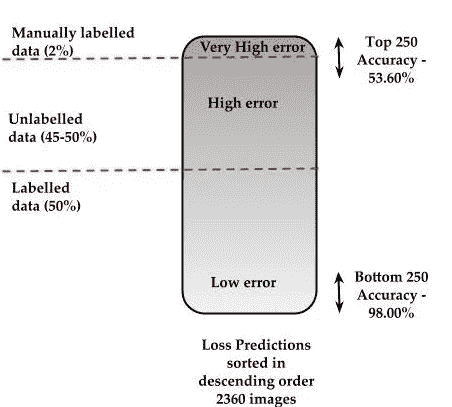 Manually labelled
data (2%)
Very High error
Top 250
Accuracy -
53.60%
High error
Unlabelled
data (45-50%)
Labelled
data (50%)
Low error
Bottom 250
Accuracy -
98.00%
Loss Predictions
sorted in
descending order
2360 images